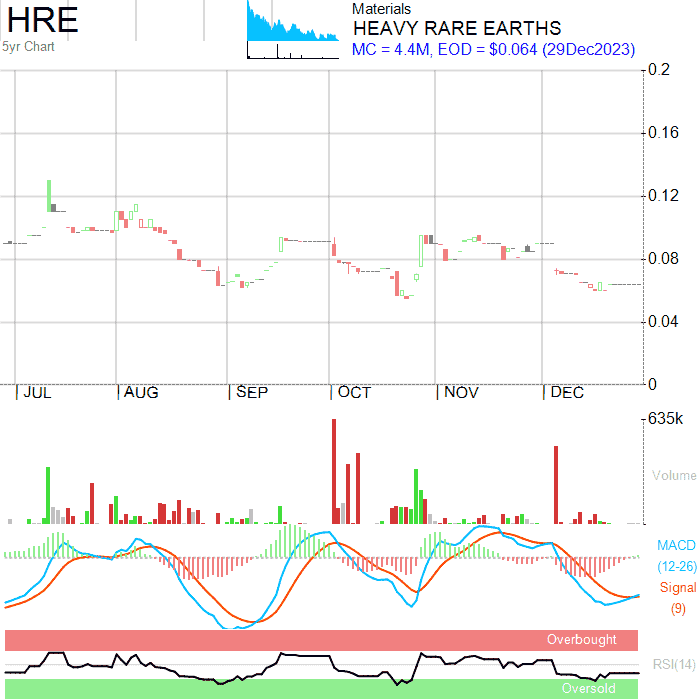 HRE
5yr Chart
Materials
HEAVY RARE EARTHS
MC = 4.4M, EOD = $0.064 (29Dec2023)
0.2
0.16
0.12
0.08
0.04
0
JUL AUG SEP OCT NOV DEC
635k
Volume
MACD
(12-26)
Signal
(9)
Overbought
RSI(14)
Oversold